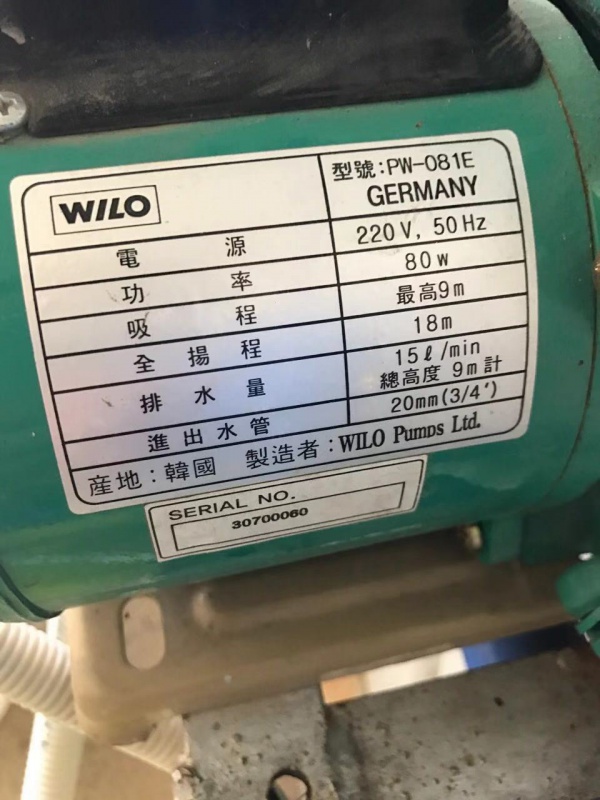 WILO
型號:PW-081E
GERMANY
電源 220V, 50Hz
功率 80w
吸程 最高9m
全揚程 18m
排水量 15ℓ/min
總高度 9m計
進出水管 20mm(3/4')
産地:韓國 製造者:WILO Pumps Ltd.
SERIAL NO.
30700060